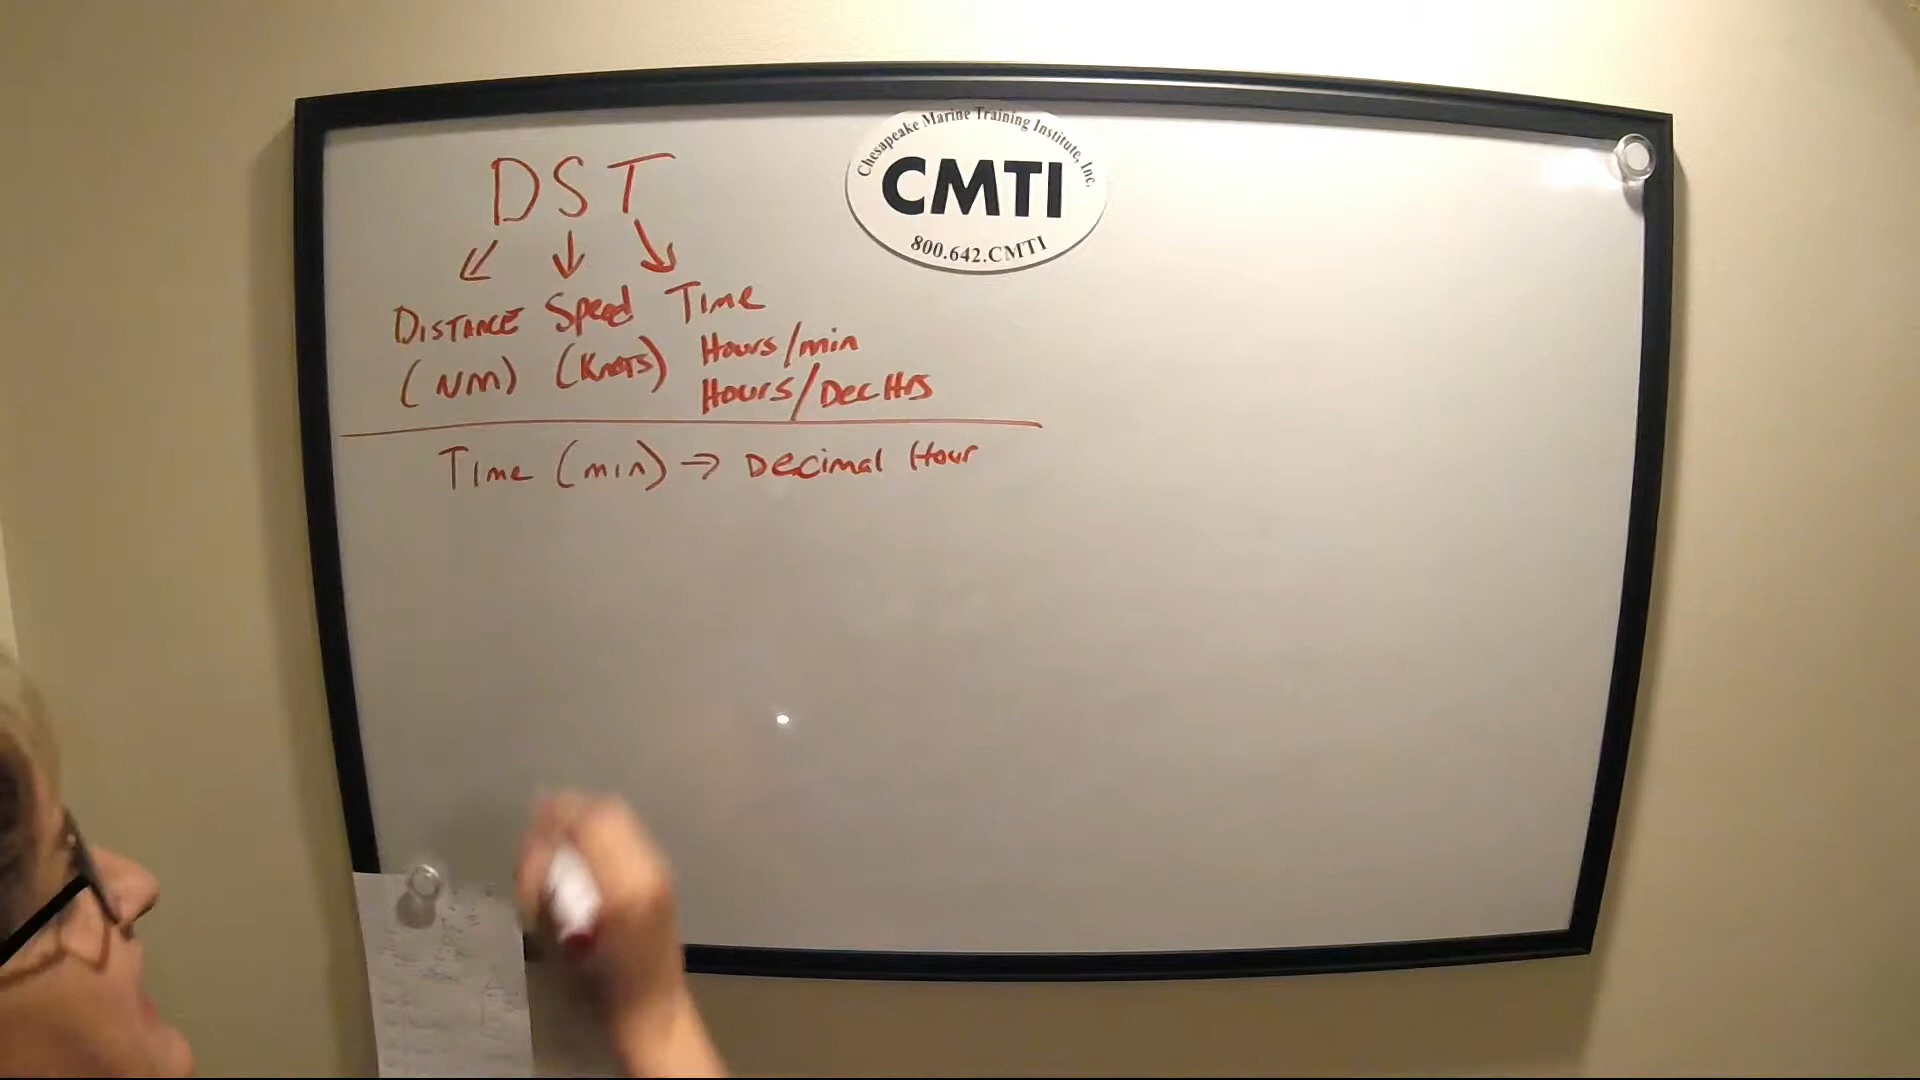 DST
Distance Speed Time
(NM) (Knots) Hours/min
Hours/Dec Hrs
Time (min) → Decimal Hour
Chesapeake Marine Training Institute, Inc.
CMTI
800.642.CMTI